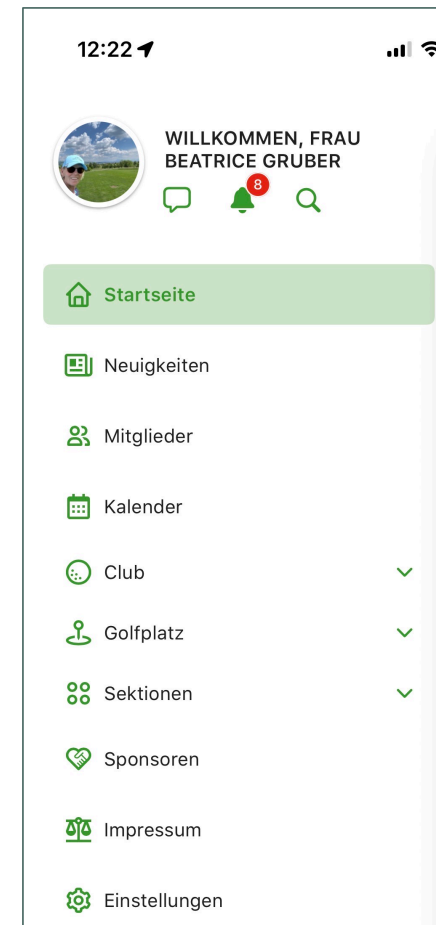 12:22
WILLKOMMEN, FRAU
BEATRICE GRUBER
8
Startseite
Neuigkeiten
Mitglieder
Kalender
Club
Golfplatz
Sektionen
Sponsoren
Impressum
Einstellungen